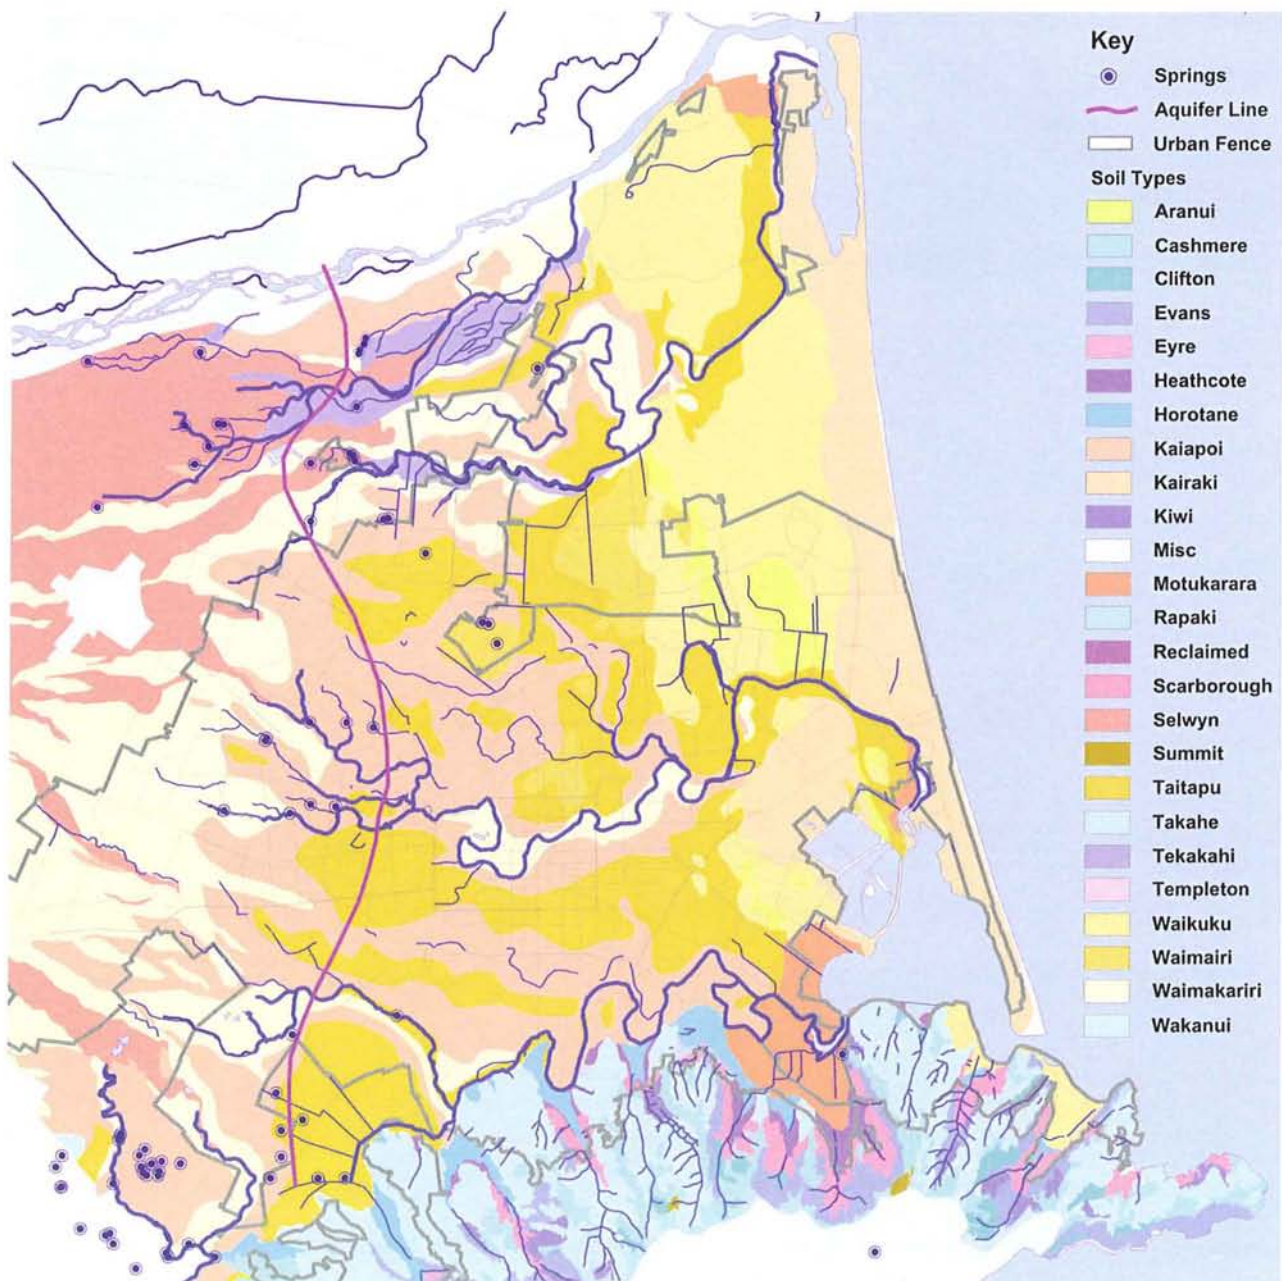 Key
Springs
Aquifer Line
Urban Fence
Soil Types
Aranui
Cashmere
Clifton
Evans
Eyre
Heathcote
Horotane
Kaiapoi
Kairaki
Kiwi
Misc
Motukarara
Rapaki
Reclaimed
Scarborough
Selwyn
Summit
Taitapu
Takahe
Tekakahi
Templeton
Waikuku
Waimairi
Waimakariri
Wakanui